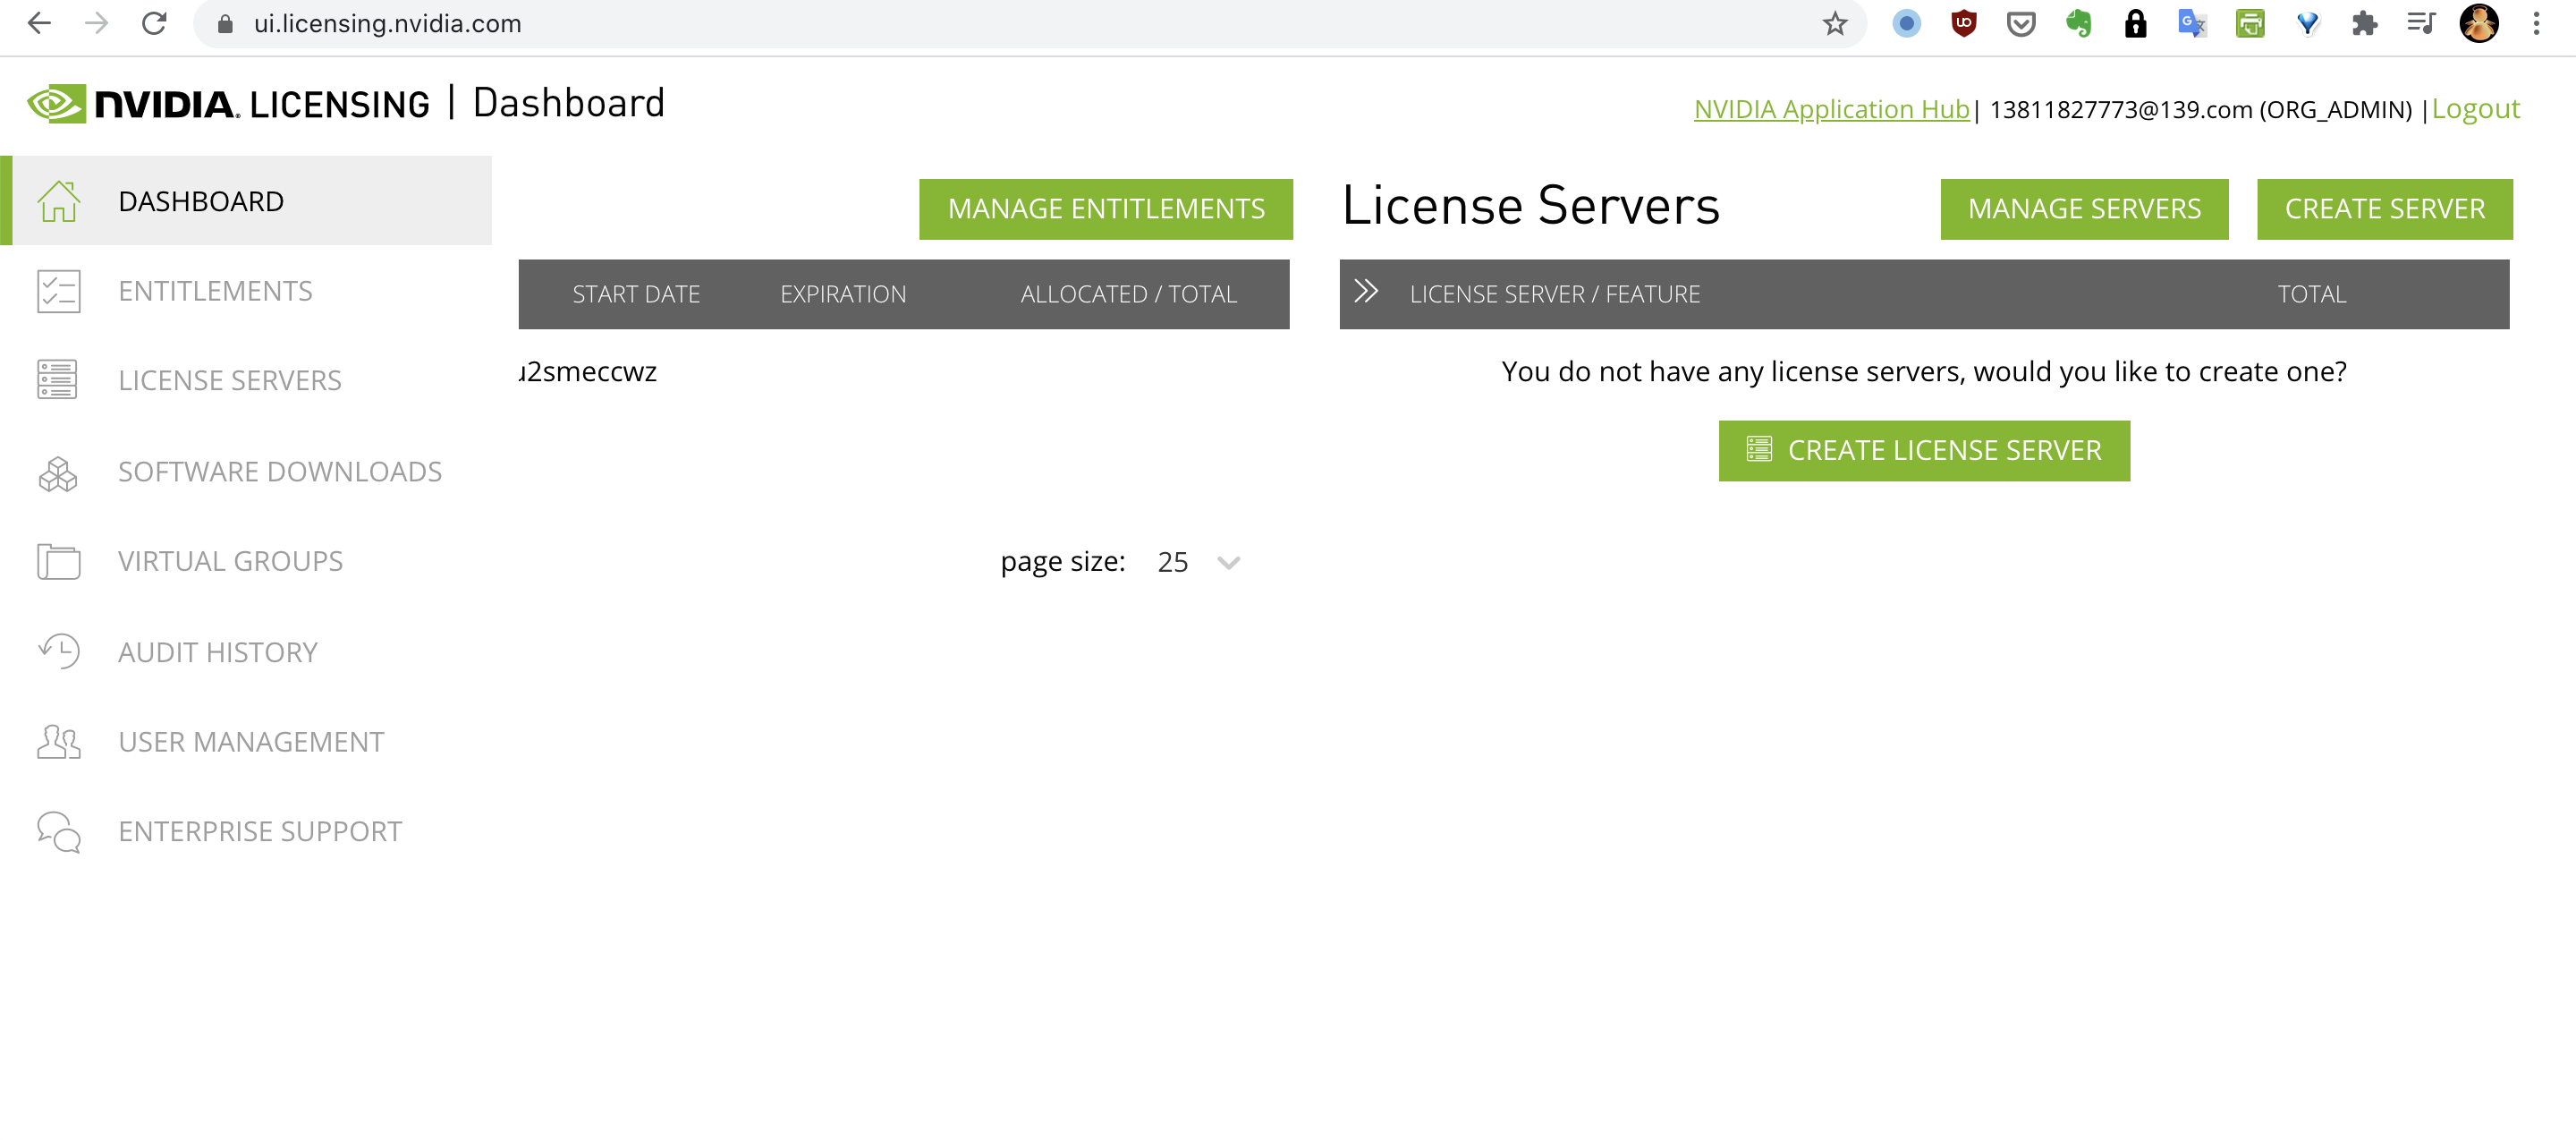 ui.licensing.nvidia.com
NVIDIA. LICENSING | Dashboard
NVIDIA Application Hub| 13811827773@139.com (ORG_ADMIN) |Logout
DASHBOARD
ENTITLEMENTS
LICENSE SERVERS
SOFTWARE DOWNLOADS
VIRTUAL GROUPS
AUDIT HISTORY
USER MANAGEMENT
ENTERPRISE SUPPORT
MANAGE ENTITLEMENTS
START DATE EXPIRATION ALLOCATED / TOTAL
u2smeccwz
page size: 25
License Servers
MANAGE SERVERS
CREATE SERVER
LICENSE SERVER / FEATURE TOTAL
You do not have any license servers, would you like to create one?
CREATE LICENSE SERVER